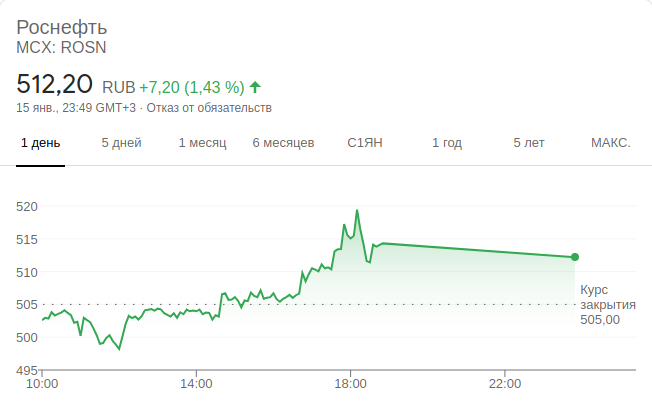 Роснефть
MCX: ROSN
512,20 RUB +7,20 (1,43 %)
15 янв., 23:49 GMT+3 · Отказ от обязательств
1 день 5 дней 1 месяц 6 месяцев С1ЯН 1 год 5 лет МАКС.
520
515
510
505
500
495
Курс
закрытия
505,00
10:00 14:00 18:00 22:00